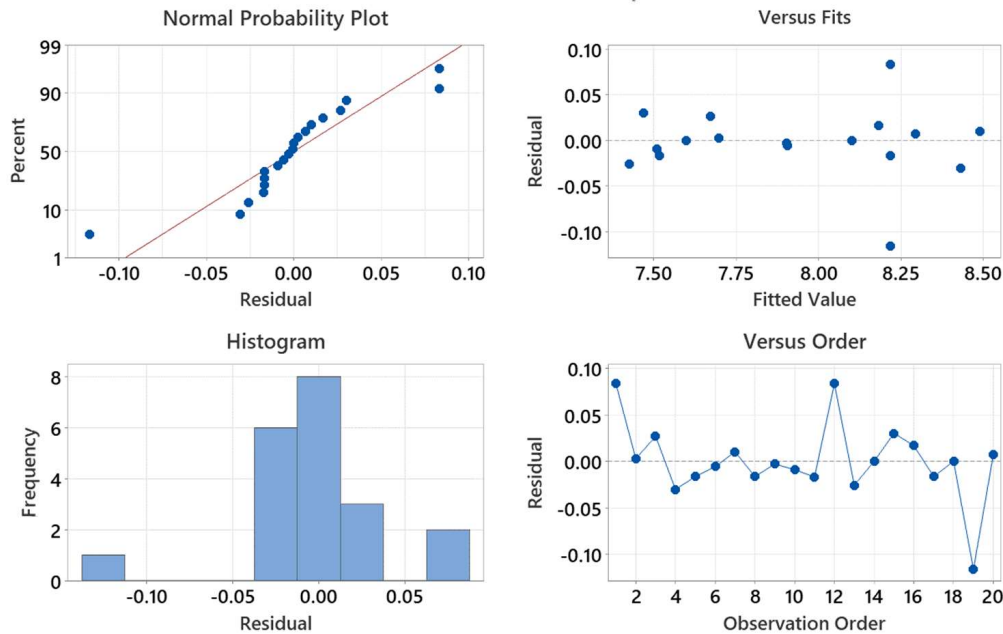 Normal Probability Plot
99
90
50
10
1
Percent
-0.10 -0.05 0.00 0.05 0.10
Residual
Versus Fits
0.10
0.05
0.00
-0.05
-0.10
Residual
7.50 7.75 8.00 8.25 8.50
Fitted Value
Histogram
8
6
4
2
0
Frequency
-0.10 -0.05 0.00 0.05
Residual
Versus Order
0.10
0.05
0.00
-0.05
-0.10
Residual
2 4 6 8 10 12 14 16 18 20
Observation Order